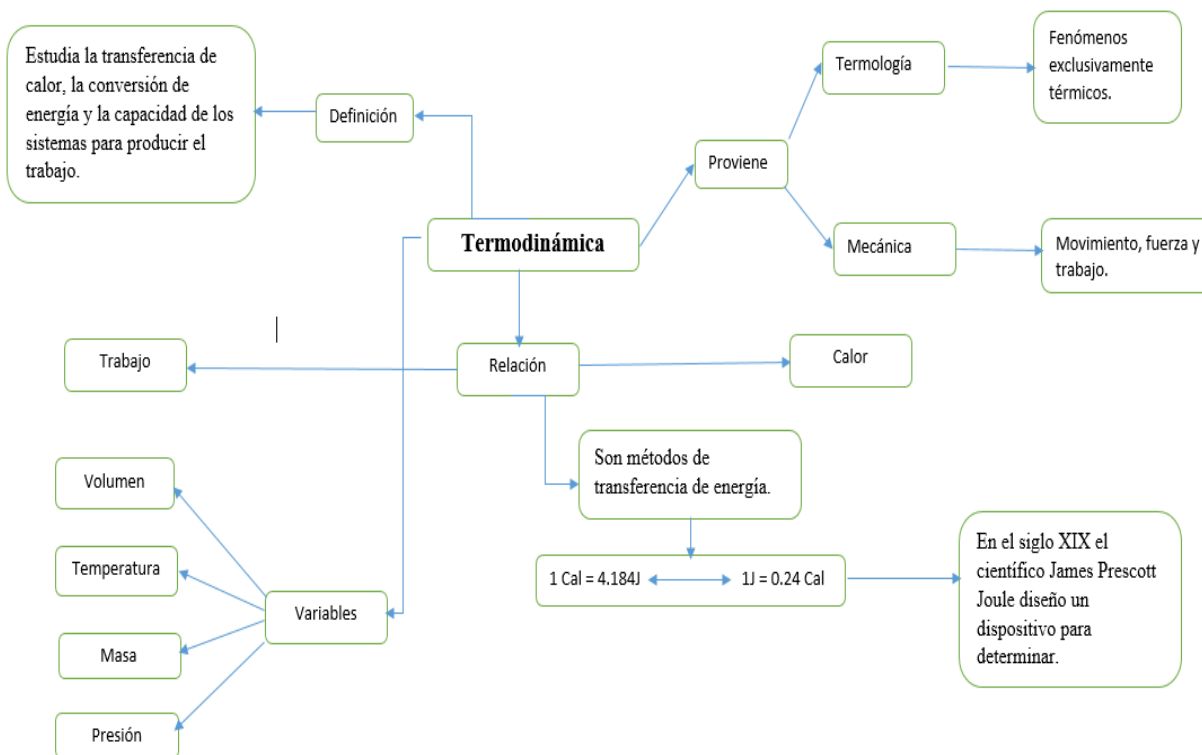 Estudia la transferencia de
calor, la conversión de
energía y la capacidad de los
sistemas para producir el
trabajo.
Definición
Termodinámica
Proviene
Termología
Fenómenos
exclusivamente
térmicos.
Mecánica
Movimiento, fuerza y
trabajo.
Trabajo
Relación
Calor
Son métodos de
transferencia de energía.
1 Cal = 4.184J 1J = 0.24 Cal
En el siglo XIX el
científico James Prescott
Joule diseño un
dispositivo para
determinar.
Variables
Volumen
Temperatura
Masa
Presión